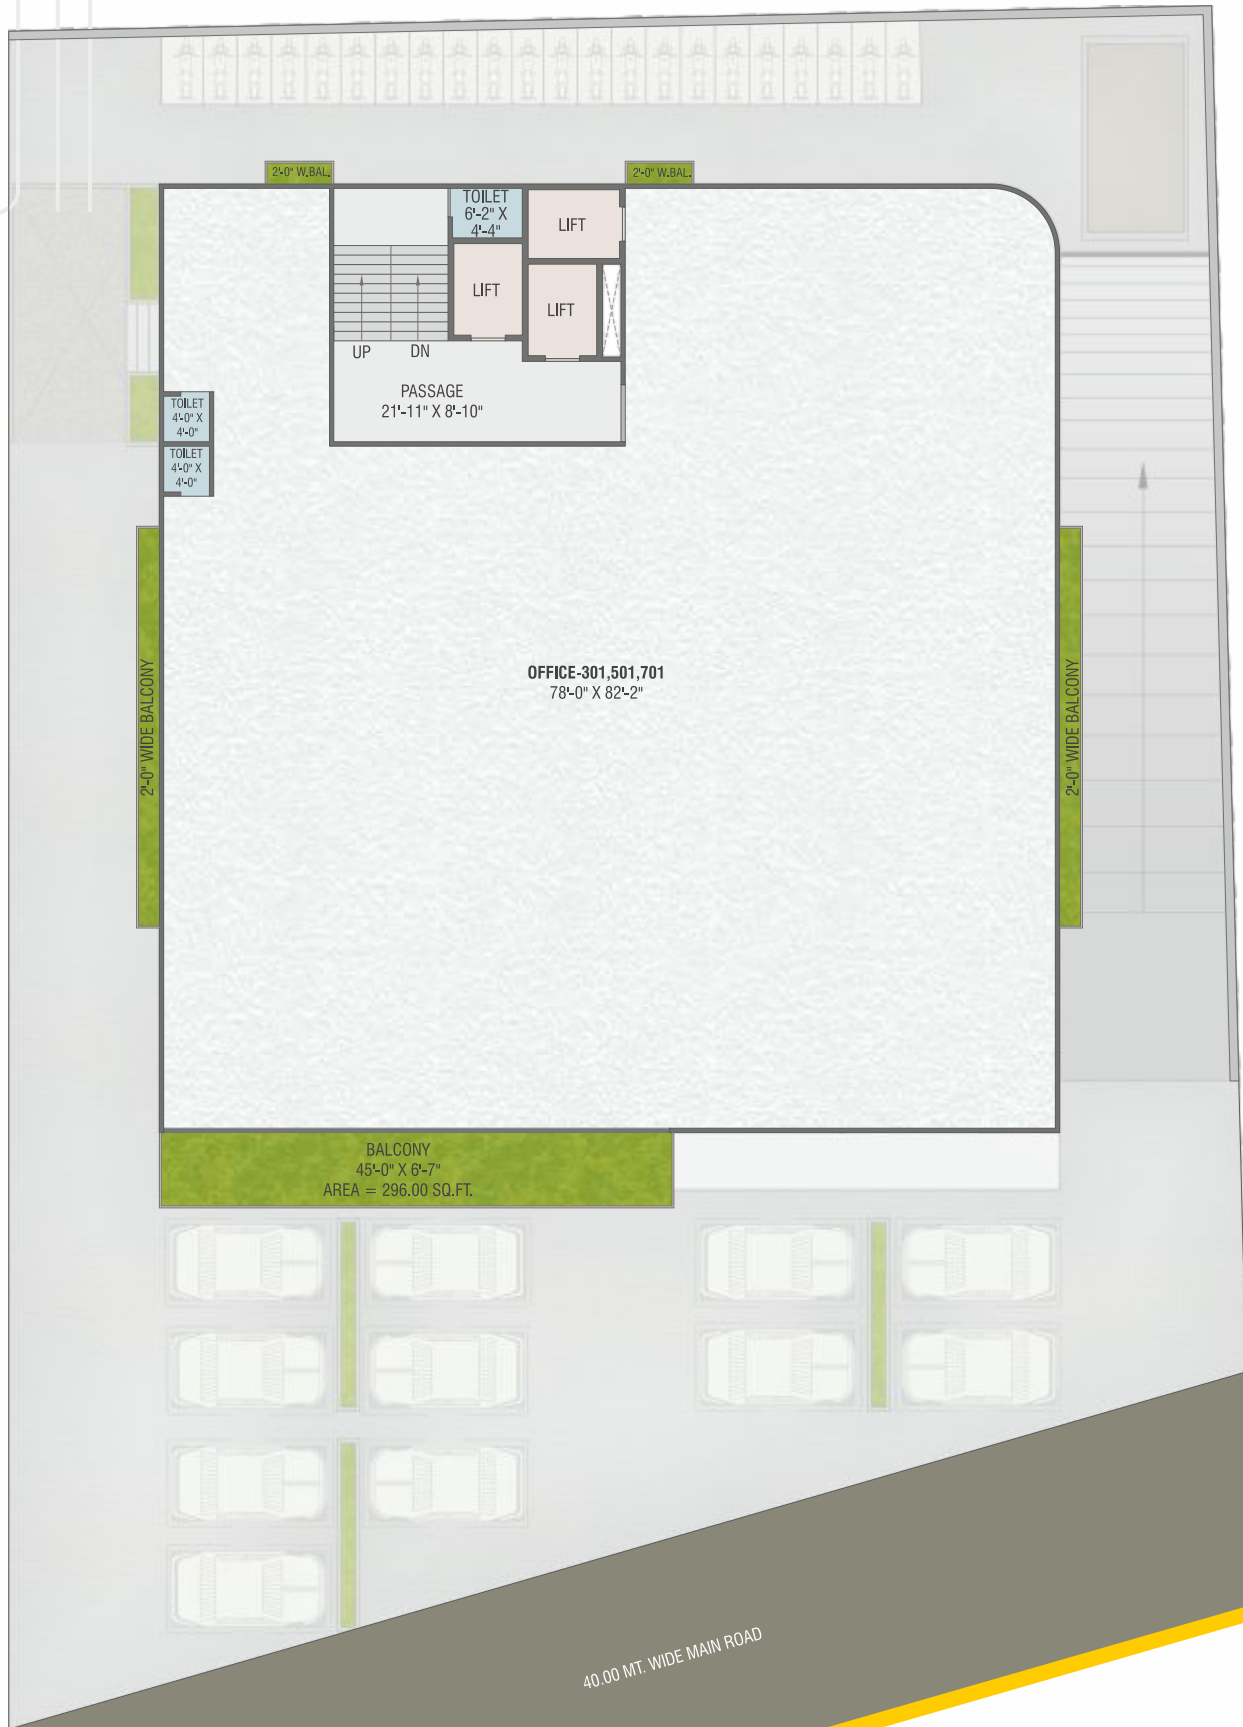 2'-0" W.BAL.
2'-0" W.BAL.
TOILET
6'-2" X
4'-4"
LIFT
LIFT
LIFT
UP
DN
PASSAGE
21'-11" X 8'-10"
TOILET
4'-0" X
4'-0"
TOILET
4'-0" X
4'-0"
2'-0" WIDE BALCONY
OFFICE-301,501,701
78'-0" X 82'-2"
2'-0" WIDE BALCONY
BALCONY
45'-0" X 6'-7"
AREA = 296.00 SQ.FT.
40.00 MT. WIDE MAIN ROAD